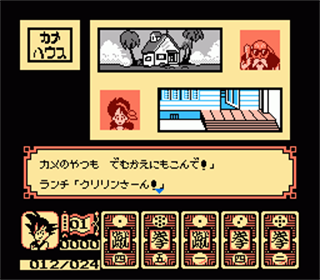 カメ
ハウス
カメのやつも でむかえにもこんで!」
ランチ「クリリンさーん!」
01
0000
012/024
蹴 拳 蹴 拳 拳
四 五 一 四 二